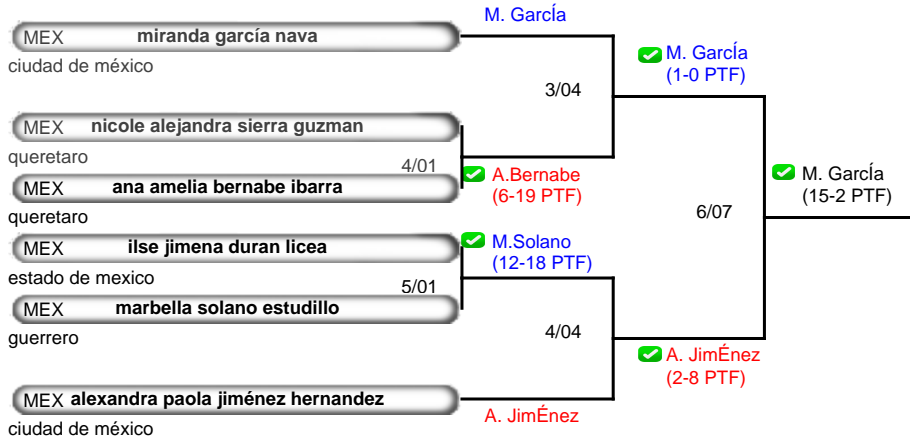 M. GarcÍa
MEX miranda garcía nava
ciudad de méxico
M. GarcÍa
(1-0 PTF)
3/04
MEX nicole alejandra sierra guzman
queretaro
4/01
A.Bernabe
(6-19 PTF)
MEX ana amelia bernabe ibarra
queretaro
M. GarcÍa
(15-2 PTF)
6/07
MEX ilse jimena duran licea
estado de mexico
M.Solano
(12-18 PTF)
5/01
MEX marbella solano estudillo
guerrero
4/04
A. JimÉnez
(2-8 PTF)
MEX alexandra paola jiménez hernandez
ciudad de méxico
A. JimÉnez